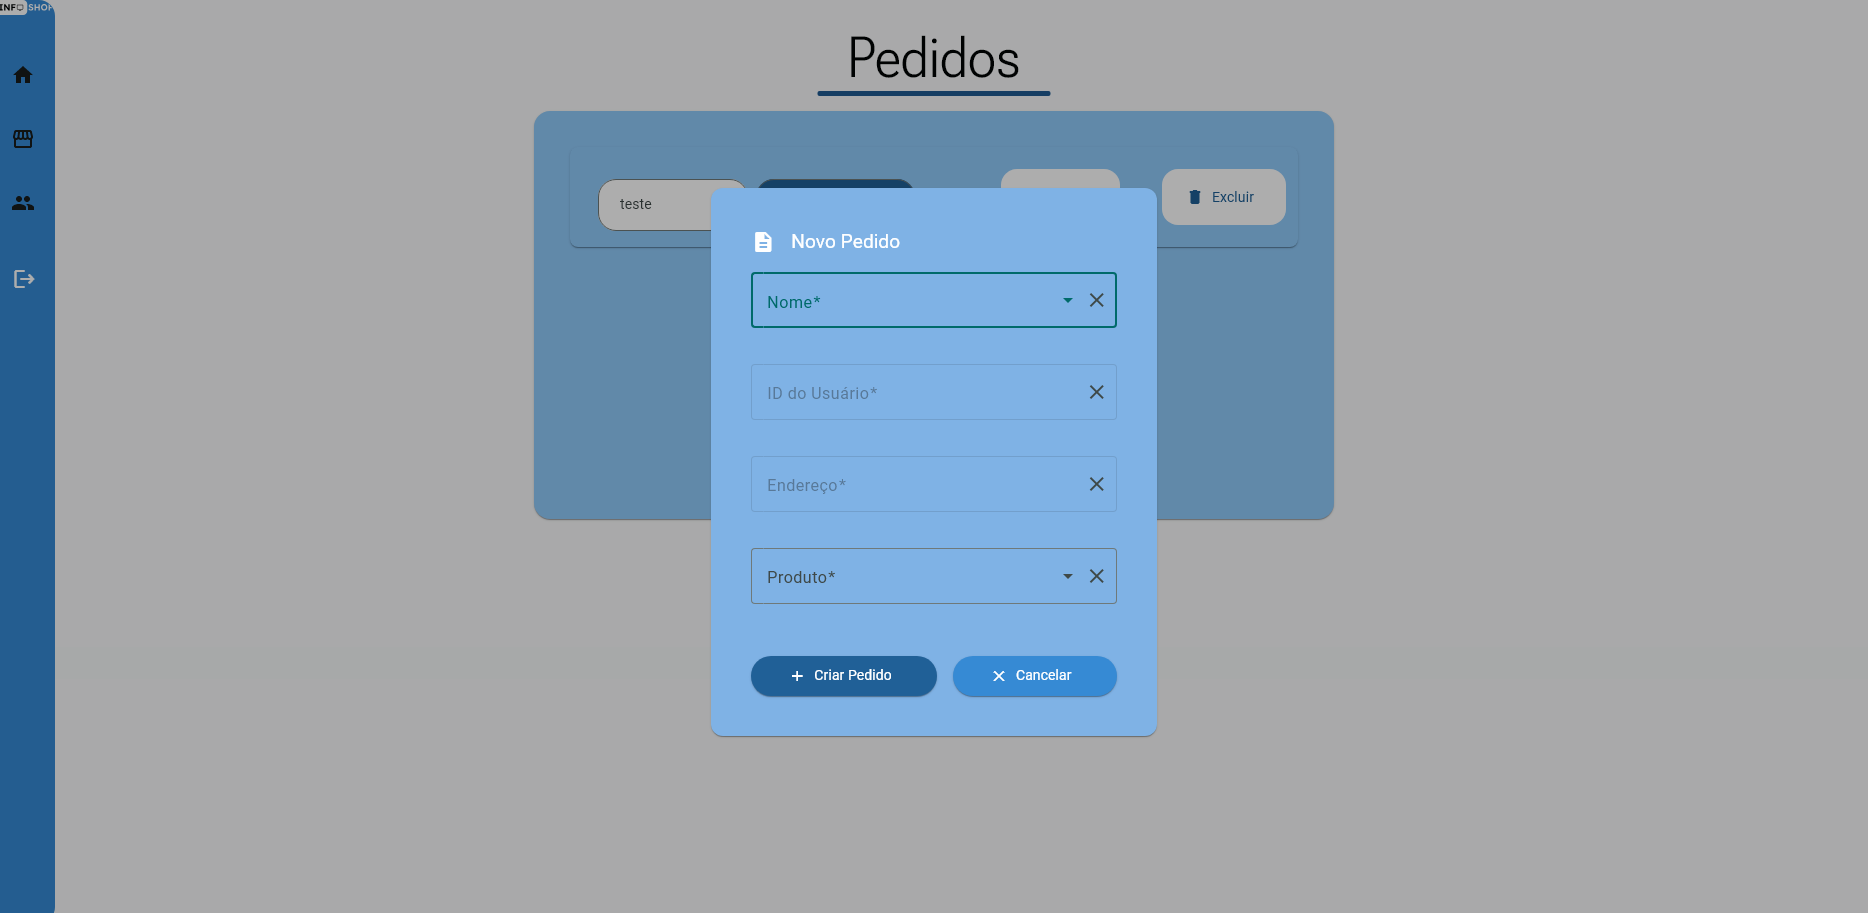 INFO SHOP
Pedidos
teste
Excluir
Novo Pedido
Nome*
ID do Usuário*
Endereço*
Produto*
Criar Pedido
Cancelar